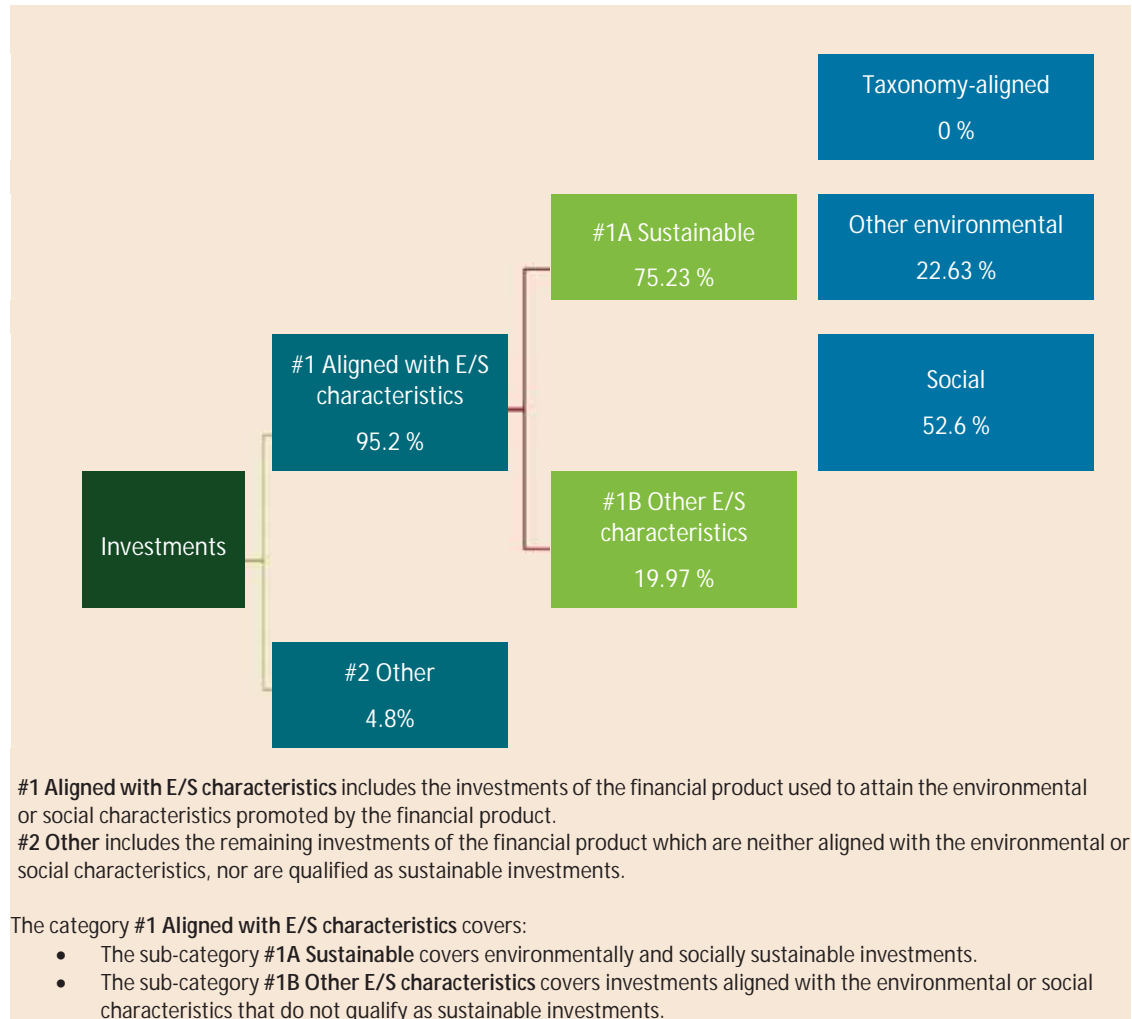 Taxonomy-aligned
0 %
#1A Sustainable
75.23 %
Other environmental
22.63 %
#1 Aligned with E/S
characteristics
95.2 %
Social
52.6 %
Investments
#1B Other E/S
characteristics
19.97 %
#2 Other
4.8%
#1 Aligned with E/S characteristics includes the investments of the financial product used to attain the environmental
or social characteristics promoted by the financial product.
#2 Other includes the remaining investments of the financial product which are neither aligned with the environmental or
social characteristics, nor are qualified as sustainable investments.
The category #1 Aligned with E/S characteristics covers:
• The sub-category #1A Sustainable covers environmentally and socially sustainable investments.
• The sub-category #1B Other E/S characteristics covers investments aligned with the environmental or social
characteristics that do not qualify as sustainable investments.